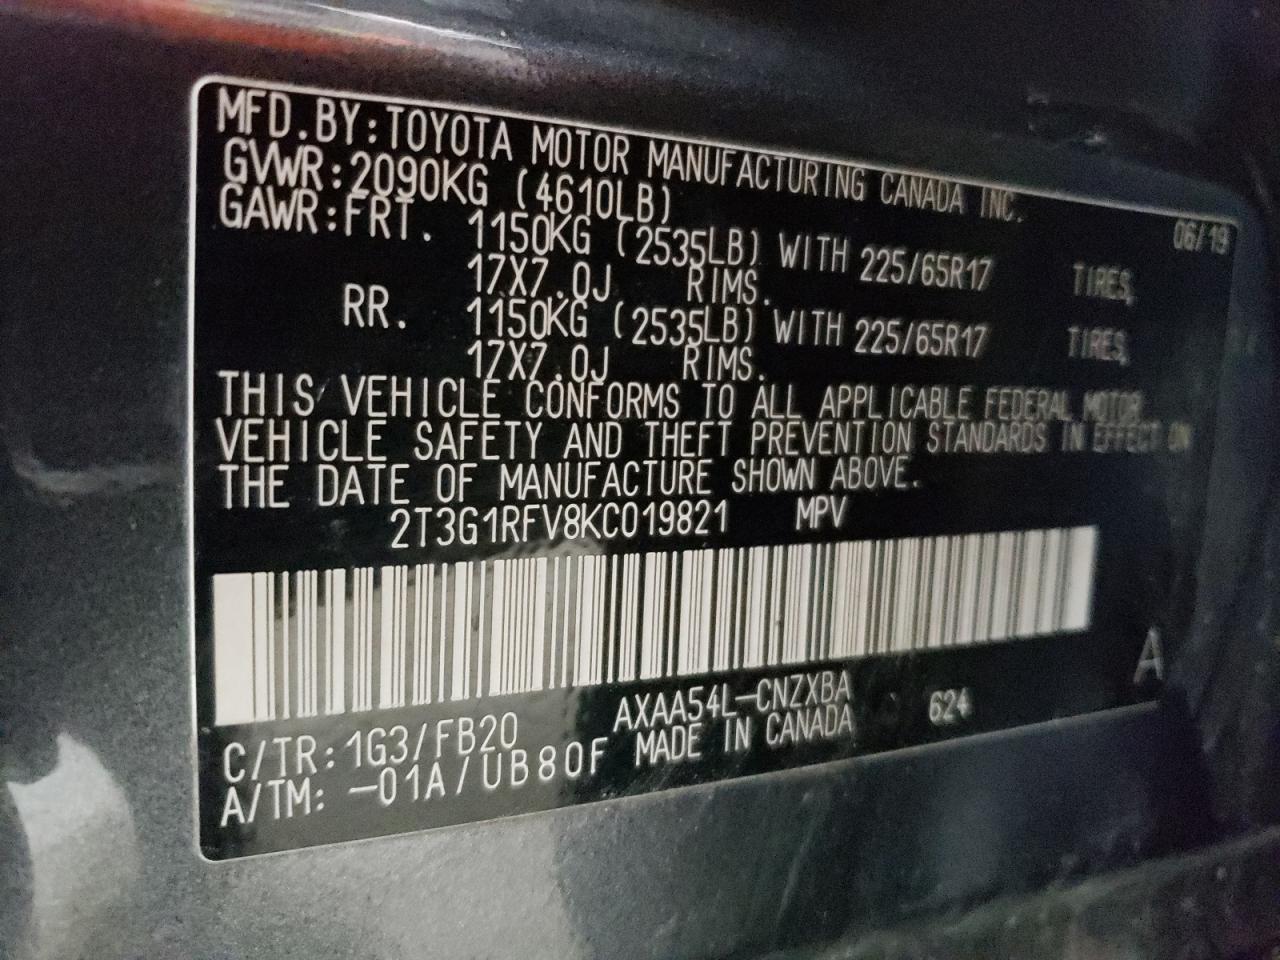 MFD.BY:TOYOTA MOTOR MANUFACTURING CANADA INC.
GVWR:2090KG (4610LB) 06/19
GAWR:FRT. 1150KG (2535LB) WITH 225/65R17 TIRES,
17X7.0J RIMS.
RR. 1150KG (2535LB) WITH 225/65R17 TIRES,
17X7.0J RIMS.
THIS VEHICLE CONFORMS TO ALL APPLICABLE FEDERAL MOTOR
VEHICLE SAFETY AND THEFT PREVENTION STANDARDS IN EFFECT ON
THE DATE OF MANUFACTURE SHOWN ABOVE.
2T3G1RFV8KC019821 MPV
A
C/TR:1G3/FB20 AXAA54L-CNZXBA 624
A/TM: -01A/UB80F MADE IN CANADA